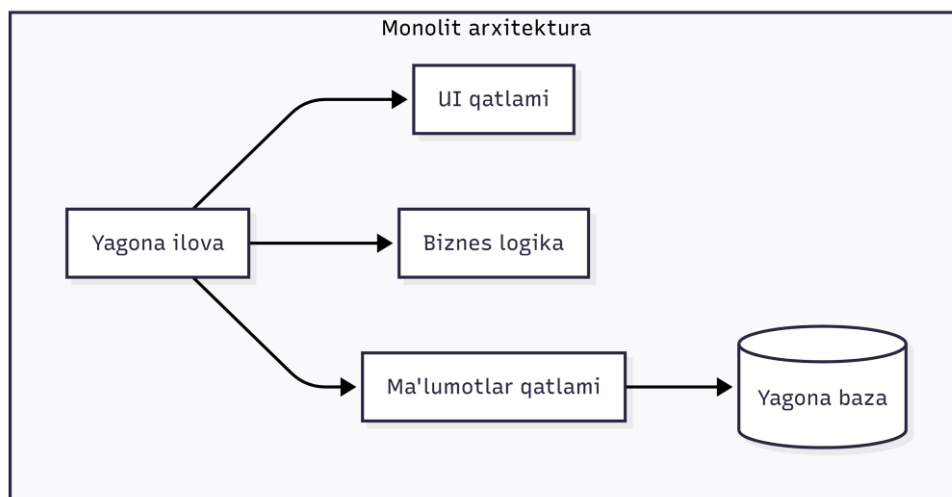 Monolit arxitektura
UI qatlami
Yagona ilova
Biznes logika
Ma'lumotlar qatlami
Yagona baza